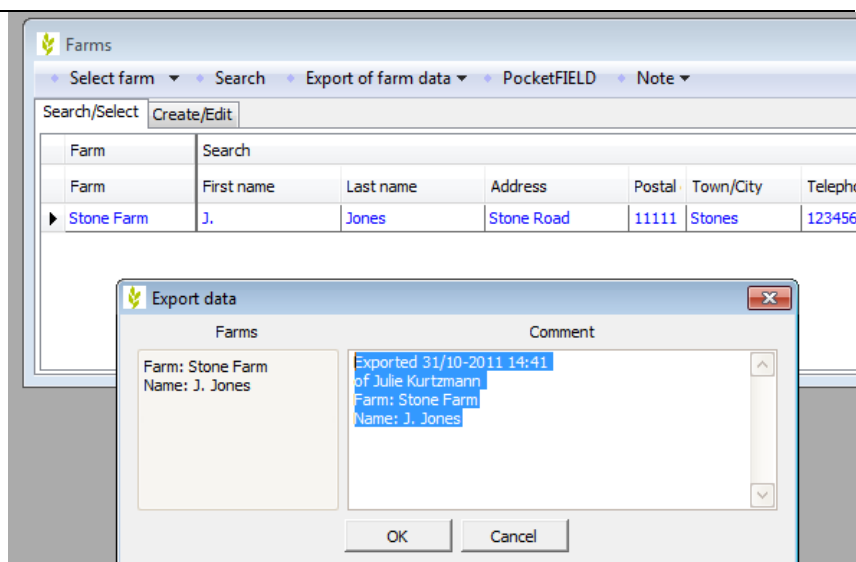 Farms
Select farm Search Export of farm data PocketFIELD Note
Search/Select Create/Edit
Farm Search
Farm First name Last name Address Postal Town/City Telepho
Stone Farm J. Jones Stone Road 11111 Stones 123456
Export data
Farms Comment
Farm: Stone Farm
Name: J. Jones
Exported 31/10-2011 14:41
of Julie Kurtzmann
Farm: Stone Farm
Name: J. Jones
OK Cancel